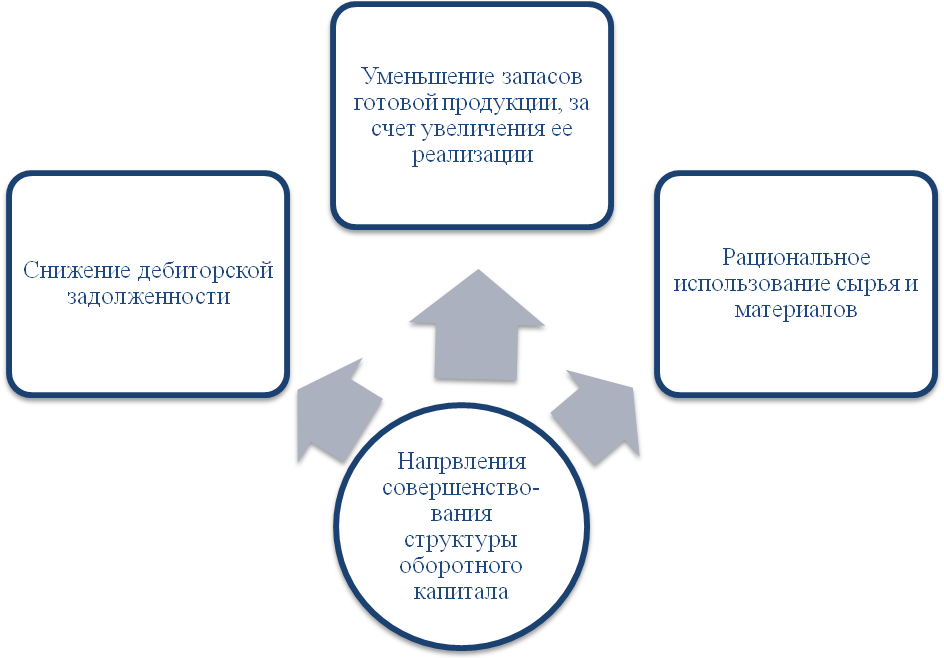 Уменьшение запасов
готовой продукции, за
счет увеличения ее
реализации
Снижение дебиторской
задолженности
Рациональное
использование сырья и
материалов
Напрвления
совершенство-
вания
структуры
оборотного
капитала